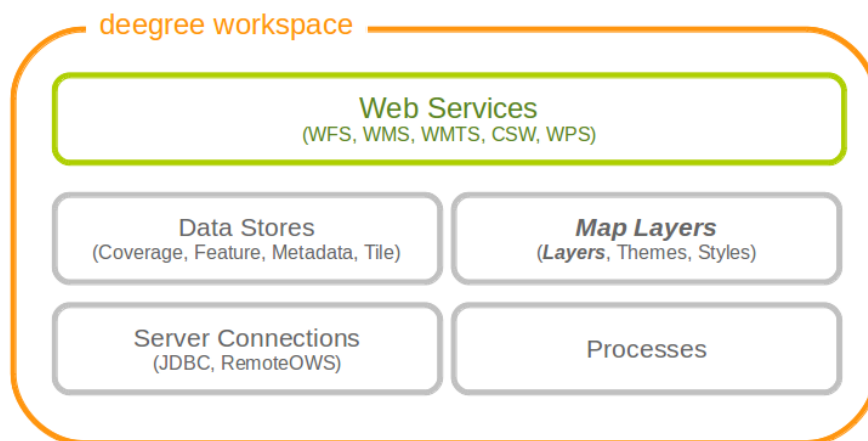 deegree workspace
Web Services
(WFS, WMS, WMTS, CSW, WPS)
Data Stores
(Coverage, Feature, Metadata, Tile)
Map Layers
(Layers, Themes, Styles)
Server Connections
(JDBC, RemoteOWS)
Processes